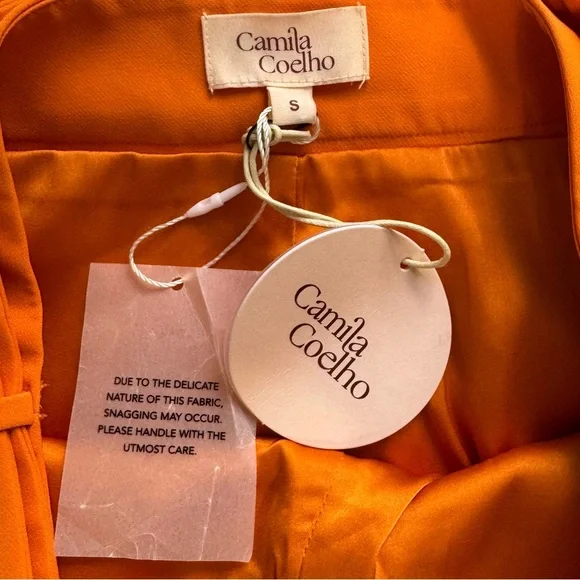 Camila
Coelho
S
Camila
Coelho
DUE TO THE DELICATE
NATURE OF THIS FABRIC,
SNAGGING MAY OCCUR.
PLEASE HANDLE WITH THE
UTMOST CARE.